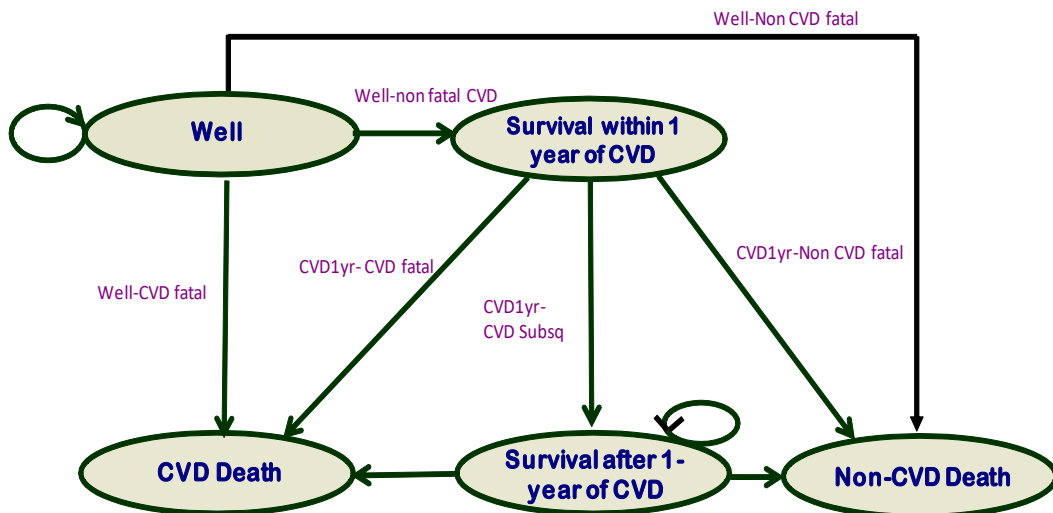 Well-Non CVD fatal
Well-non fatal CVD
Well
Survival within 1
year of CVD
CVD1yr- CVD fatal
CVD1yr-Non CVD fatal
Well-CVD fatal
CVD1yr-
CVD Subsq
CVD Death
Survival after 1-
year of CVD
Non-CVD Death